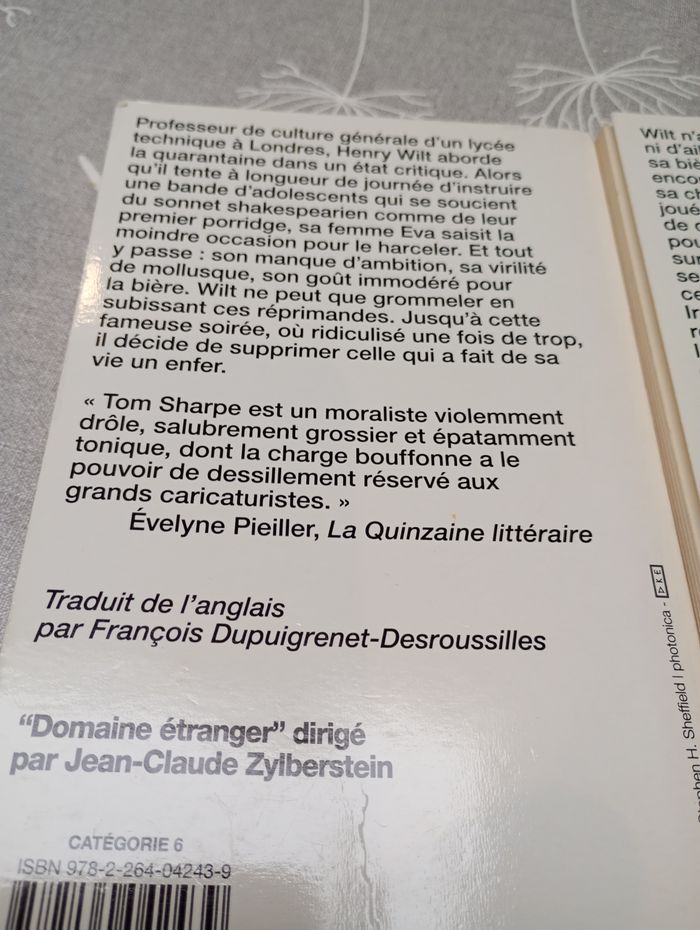 Professeur de culture générale d'un lycée
technique à Londres, Henry Wilt aborde
la quarantaine dans un état critique. Alors
qu'il tente à longueur de journée d'instruire
une bande d'adolescents qui se soucient
du sonnet shakespearien comme de leur
premier porridge, sa femme Eva saisit la
moindre occasion pour le harceler. Et tout
y passe : son manque d'ambition, sa virilité
de mollusque, son goût immodéré pour
la bière. Wilt ne peut que grommeler en
subissant ces réprimandes. Jusqu'à cette
fameuse soirée, où ridiculisé une fois de trop,
il décide de supprimer celle qui a fait de sa
vie un enfer.
« Tom Sharpe est un moraliste violemment
drôle, salubrement grossier et épatamment
tonique, dont la charge bouffonne a le
pouvoir de dessillement réservé aux
grands caricaturistes. »
Évelyne Pieiller, La Quinzaine littéraire
Traduit de l'anglais
par François Dupuigrenet-Desroussilles
"Domaine étranger" dirigé
par Jean-Claude Zylberstein
CATÉGORIE 6
ISBN 978-2-264-04243-9
Wilt
ni d'
sa
de
H. Sheffield | photonica -